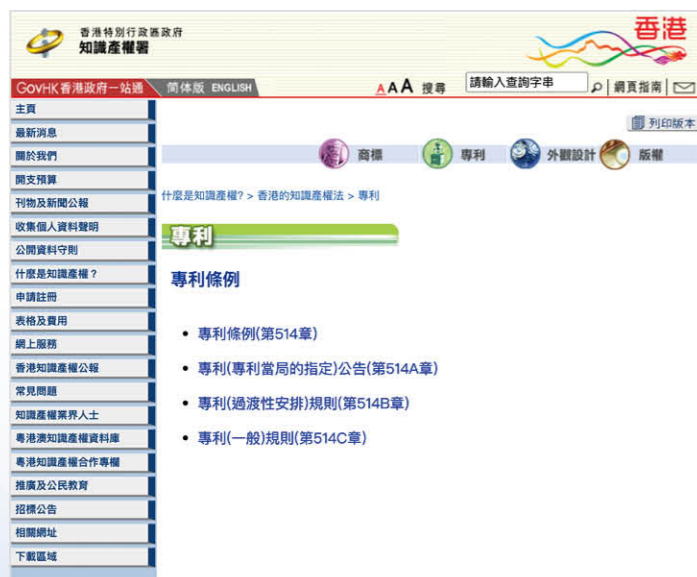 香港特別行政區政府
知識產權署
香港
GovHK香港政府一站通 简体版 ENGLISH AAA 搜尋 請輸入查詢字串 網頁指南
主頁
最新消息
關於我們
開支預算
刊物及新聞公報
收集個人資料聲明
公開資料守則
什麼是知識產權？
申請註冊
表格及費用
網上服務
香港知識產權公報
常見問題
知識產權業界人士
粵港澳知識產權資料庫
粵港知識產權合作專欄
推廣及公民教育
招標公告
相關網址
下載區域
列印版本
商標 專利 外觀設計 版權
什麼是知識產權? > 香港的知識產權法 > 專利
專利
專利條例
• 專利條例(第514章)
• 專利(專利當局的指定)公告(第514A章)
• 專利(過渡性安排)規則(第514B章)
• 專利(一般)規則(第514C章)